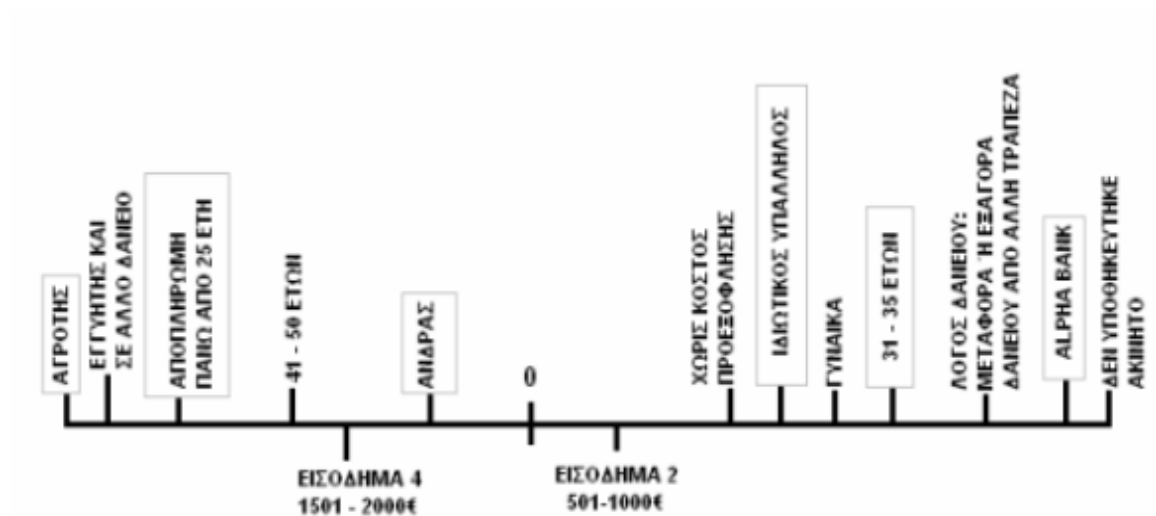 ΑΓΡΟΤΗΣ
ΕΓΓΥΗΤΗΣ ΚΑΙ
ΣΕ ΑΛΛΟ ΔΑΝΕΙΟ
ΑΠΟΠΛΗΡΩΜΗ
ΠΑΝΩ ΑΠΟ 25 ΕΤΗ
41 - 50 ΕΤΩΝ
ΑΝΔΡΑΣ
0
ΧΩΡΙΣ ΚΟΣΤΟΣ
ΠΡΟΕΞΟΦΛΗΣΗΣ
ΙΔΙΩΤΙΚΟΣ ΥΠΑΛΛΗΛΟΣ
ΓΥΝΑΙΚΑ
31 - 35 ΕΤΩΝ
ΛΟΓΟΣ ΔΑΝΕΙΟΥ:
ΜΕΤΑΦΟΡΑ Ή ΕΞΑΓΟΡΑ
ΔΑΝΕΙΟΥ ΑΠΟ ΑΛΛΗ ΤΡΑΠΕΖΑ
ALPHA BANK
ΔΕΝ ΥΠΟΘΗΚΕΥΤΗΚΕ
ΑΚΙΝΗΤΟ
ΕΙΣΟΔΗΜΑ 4
1501 - 2000€
ΕΙΣΟΔΗΜΑ 2
501-1000€